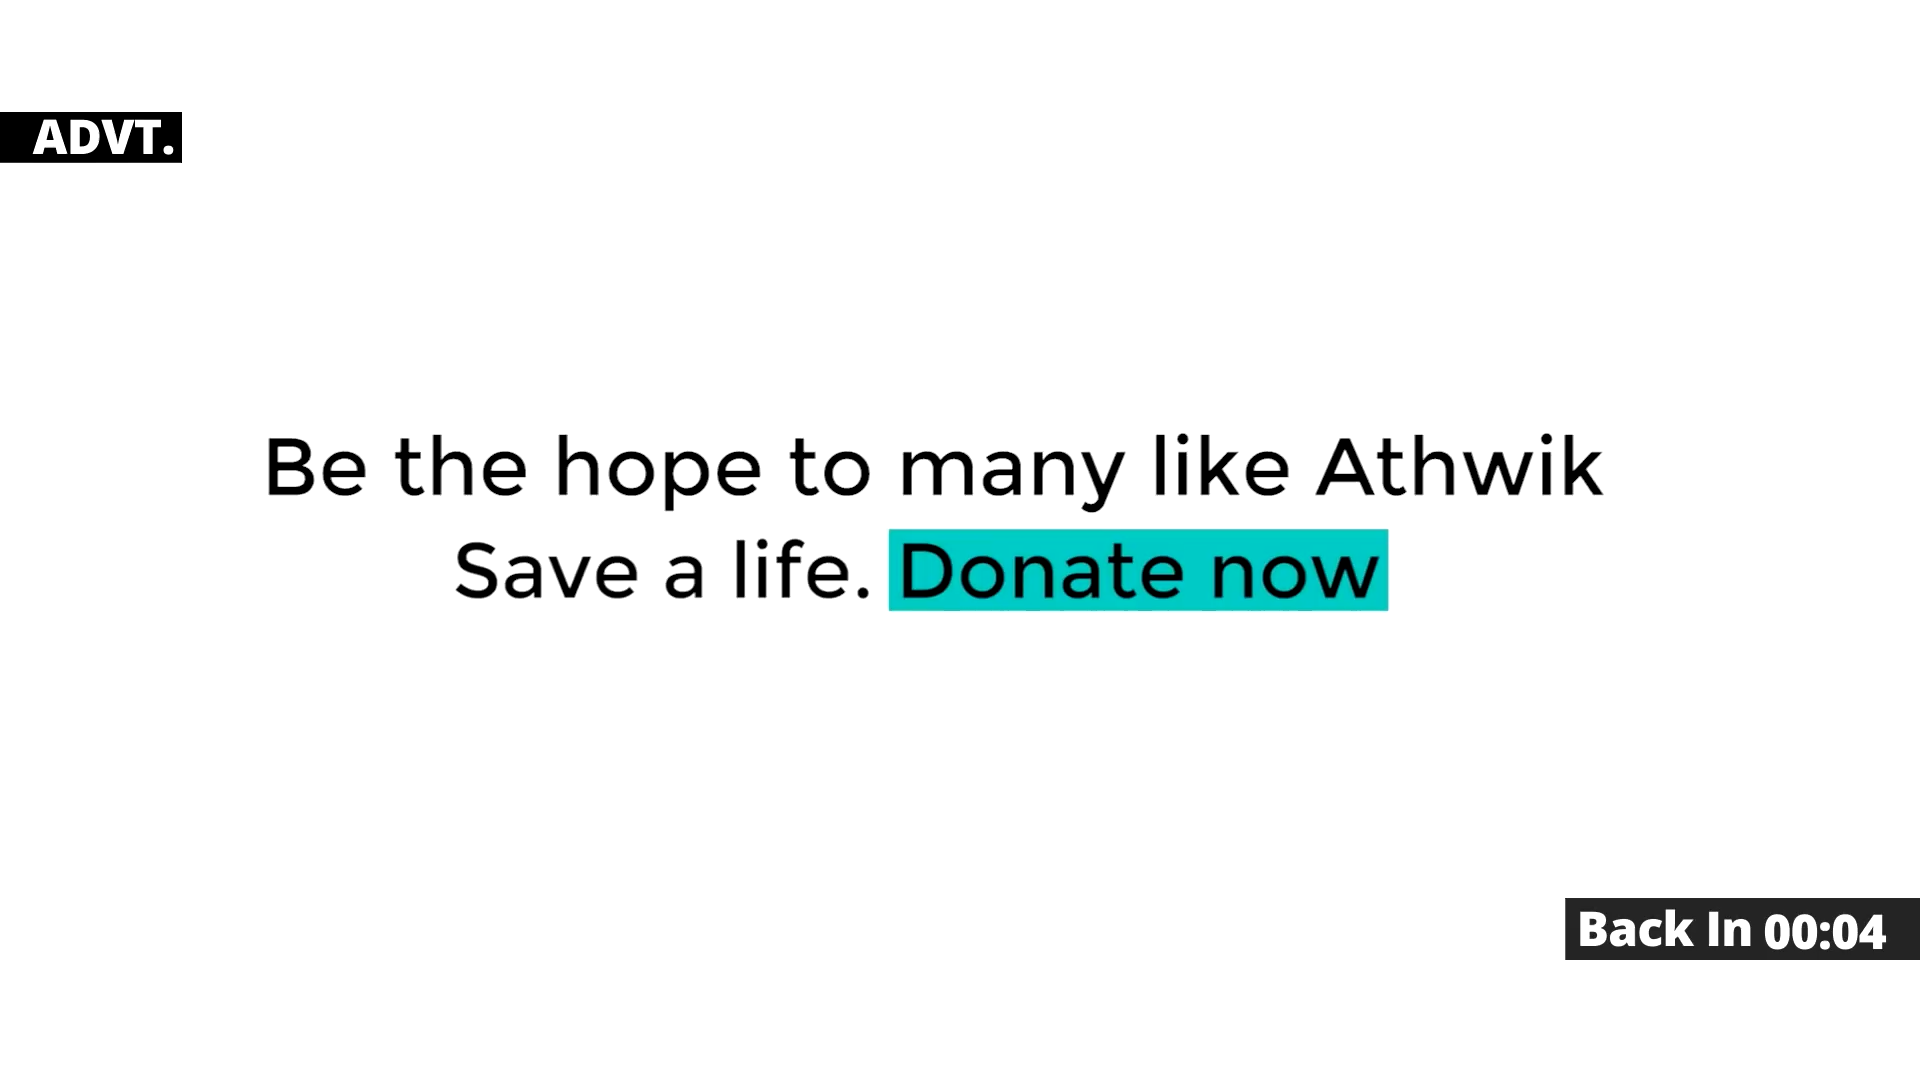 ADVT.
Be the hope to many like Athwik
Save a life. Donate now
Back In 00:04